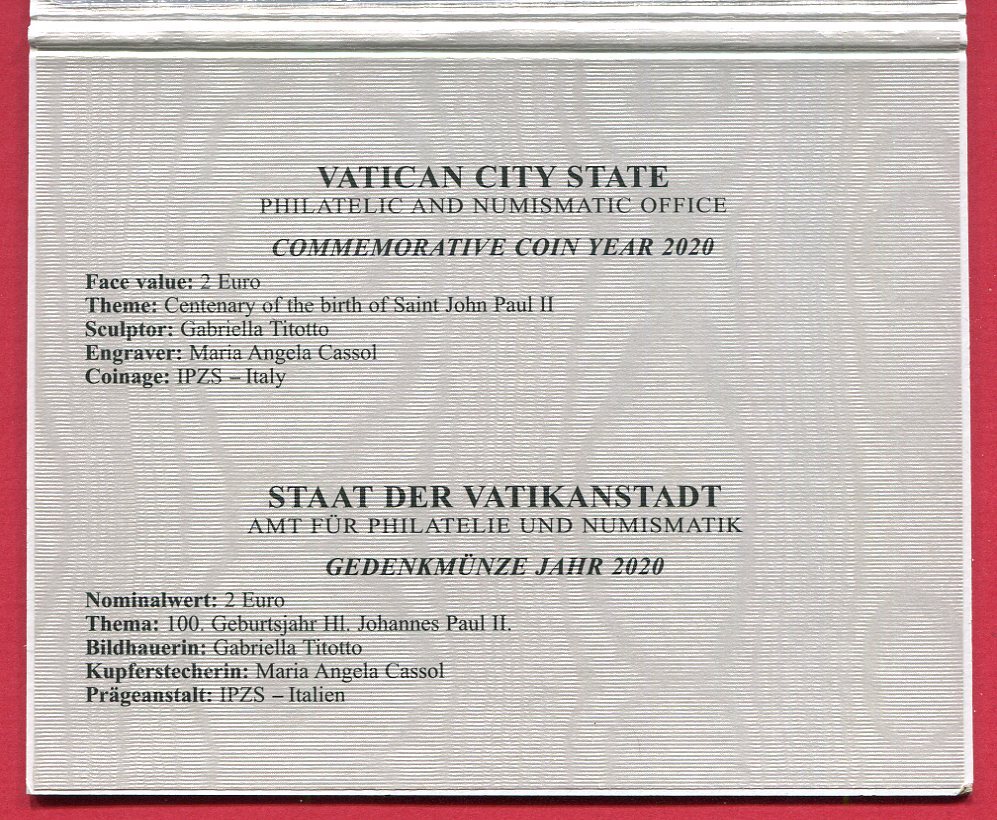 VATICAN CITY STATE
PHILATELIC AND NUMISMATIC OFFICE
COMMEMORATIVE COIN YEAR 2020
Face value: 2 Euro
Theme: Centenary of the birth of Saint John Paul II
Sculptor: Gabriella Titotto
Engraver: Maria Angela Cassol
Coinage: IPZS – Italy
STAAT DER VATIKANSTADT
AMT FÜR PHILATELIE UND NUMISMATIK
GEDENKMÜNZE JAHR 2020
Nominalwert: 2 Euro
Thema: 100. Geburtsjahr Hl. Johannes Paul II.
Bildhauerin: Gabriella Titotto
Kupferstecherin: Maria Angela Cassol
Prägeanstalt: IPZS – Italien